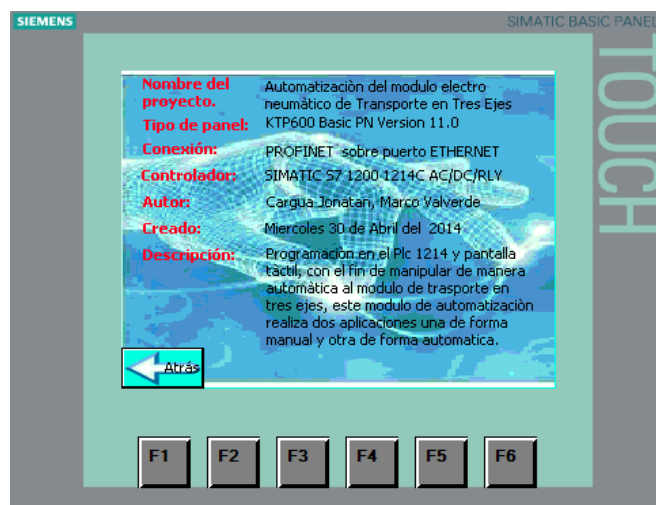 SIEMENS
SIMATIC BASIC PANEL
TOUCH
Nombre del proyecto.
Automatizaciòn del modulo electro
neumàtico de Transporte en Tres Ejes
Tipo de panel: KTP600 Basic PN Version 11.0
Conexión: PROFINET sobre puerto ETHERNET
Controlador: SIMATIC S7 1200 1214C AC/DC/RLY
Autor: Cargua Jonatan, Marco Valverde
Creado: Miercoles 30 de Abril del 2014
Descripción: Programaciòn en el Plc 1214 y pantalla
tactil, con el fin de manipular de manera
automàtica al modulo de trasporte en
tres ejes, este modulo de automatizaciòn
realiza dos aplicaciones una de forma
manual y otra de forma automatica.
Atrás
F1 F2 F3 F4 F5 F6